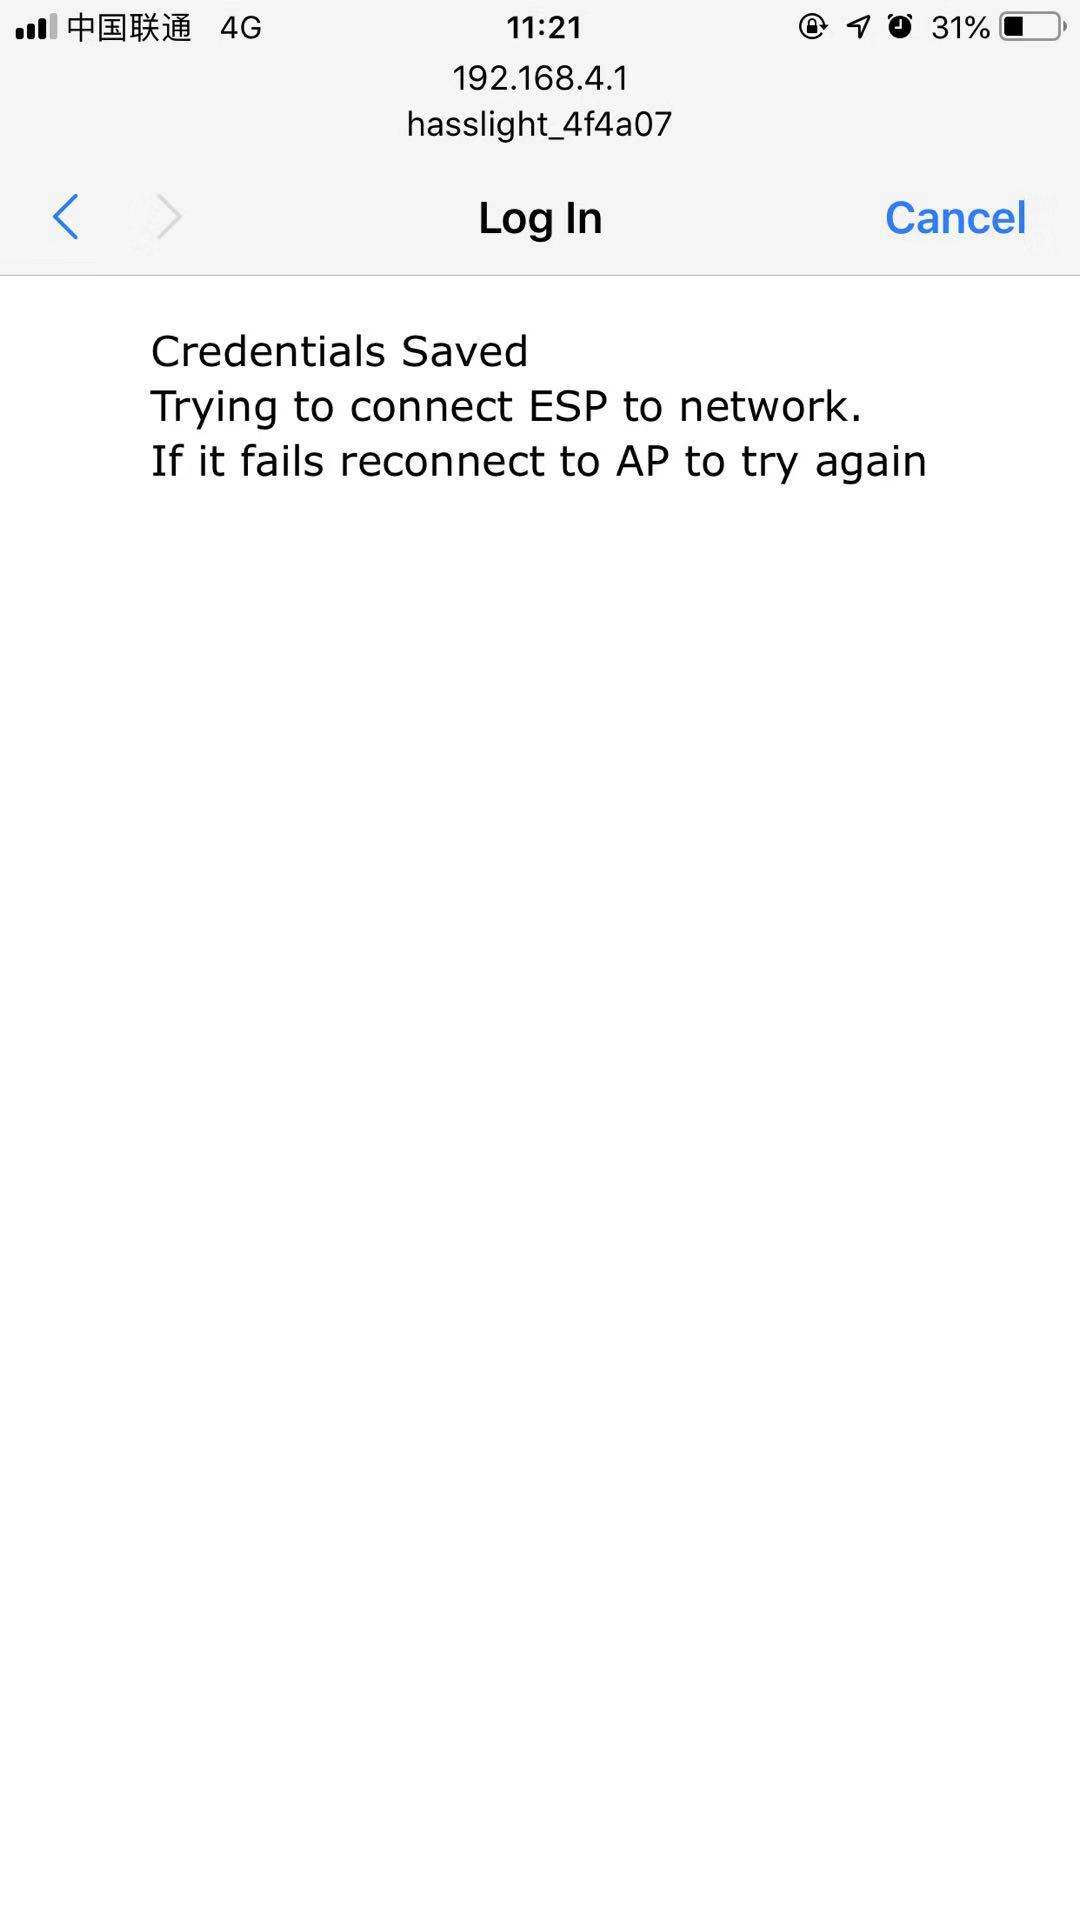 中国联通 4G 11:21 31%
192.168.4.1
hasslight_4f4a07
Log In Cancel
Credentials Saved
Trying to connect ESP to network.
If it fails reconnect to AP to try again